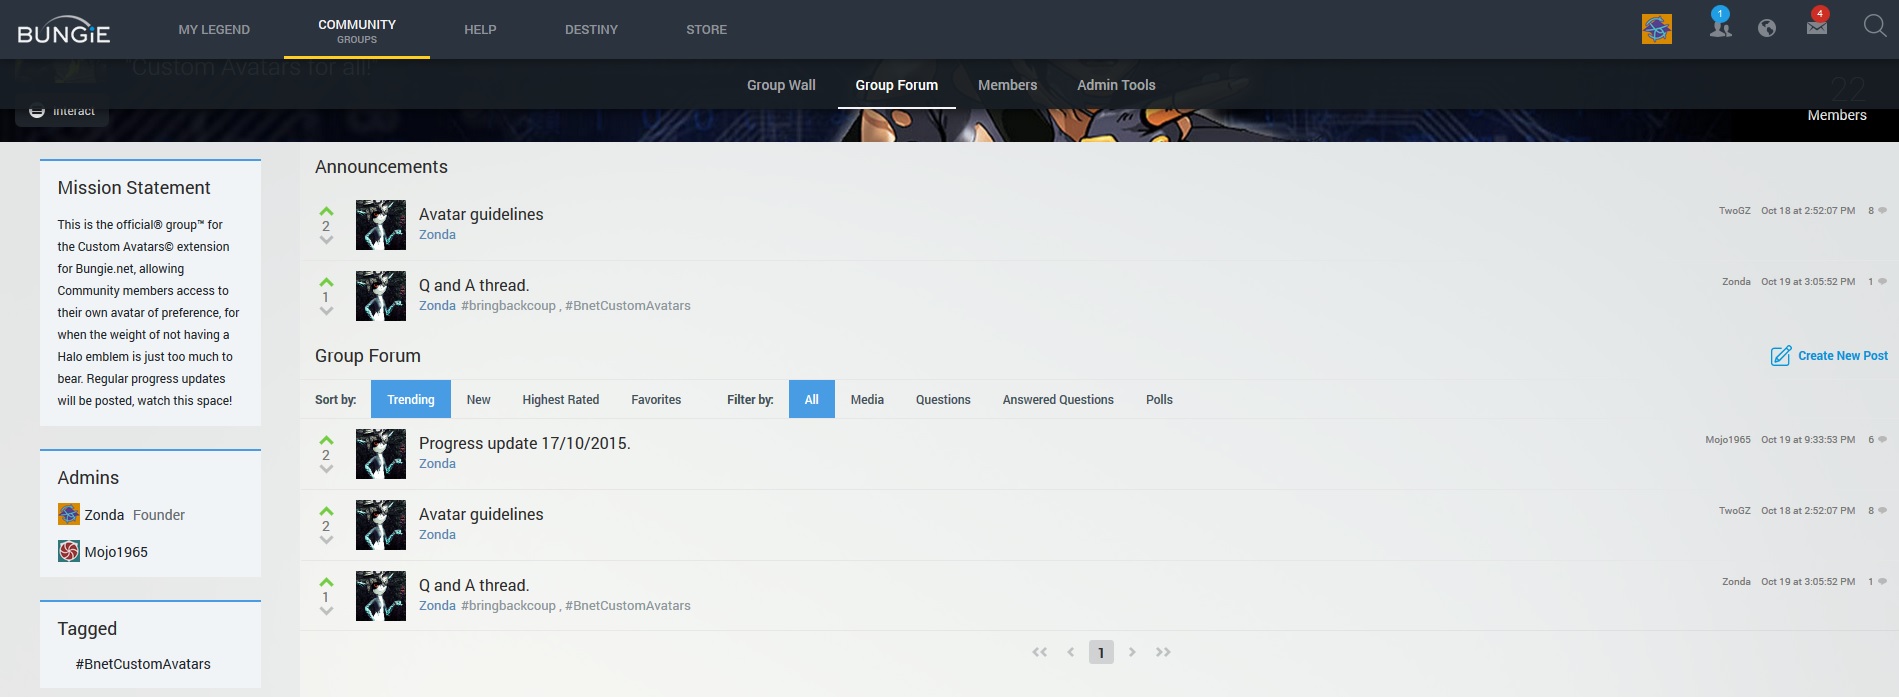 BUNGiE MY LEGEND COMMUNITY HELP DESTINY STORE 1 4
GROUPS
"Custom Avatars for all!
Group Wall Group Forum Members Admin Tools 22
Interact Members
Mission Statement
This is the official® group™ for
the Custom Avatars© extension
for Bungie.net, allowing
Community members access to
their own avatar of preference, for
when the weight of not having a
Halo emblem is just too much to
bear. Regular progress updates
will be posted, watch this space!
Admins
Zonda Founder
Mojo1965
Tagged
#BnetCustomAvatars
Announcements
2 Avatar guidelines TwoGZ Oct 18 at 2:52:07 PM 8
Zonda
1 Q and A thread. Zonda Oct 19 at 3:05:52 PM 1
Zonda #bringbackcoup , #BnetCustomAvatars
Group Forum Create New Post
Sort by: Trending New Highest Rated Favorites Filter by: All Media Questions Answered Questions Polls
2 Progress update 17/10/2015. Mojo1965 Oct 19 at 9:33:53 PM 6
Zonda
2 Avatar guidelines TwoGZ Oct 18 at 2:52:07 PM 8
Zonda
1 Q and A thread. Zonda Oct 19 at 3:05:52 PM 1
Zonda #bringbackcoup , #BnetCustomAvatars
<< < 1 > >>